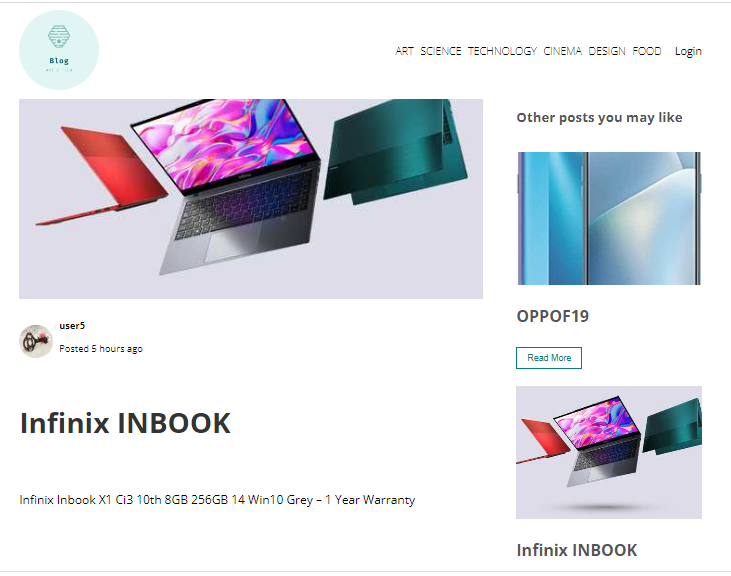 Blog
ART SCIENCE TECHNOLOGY CINEMA DESIGN FOOD Login
user5
Posted 5 hours ago
Infinix INBOOK
Infinix Inbook X1 Ci3 10th 8GB 256GB 14 Win10 Grey – 1 Year Warranty
Other posts you may like
OPPOF19
Read More
Infinix INBOOK